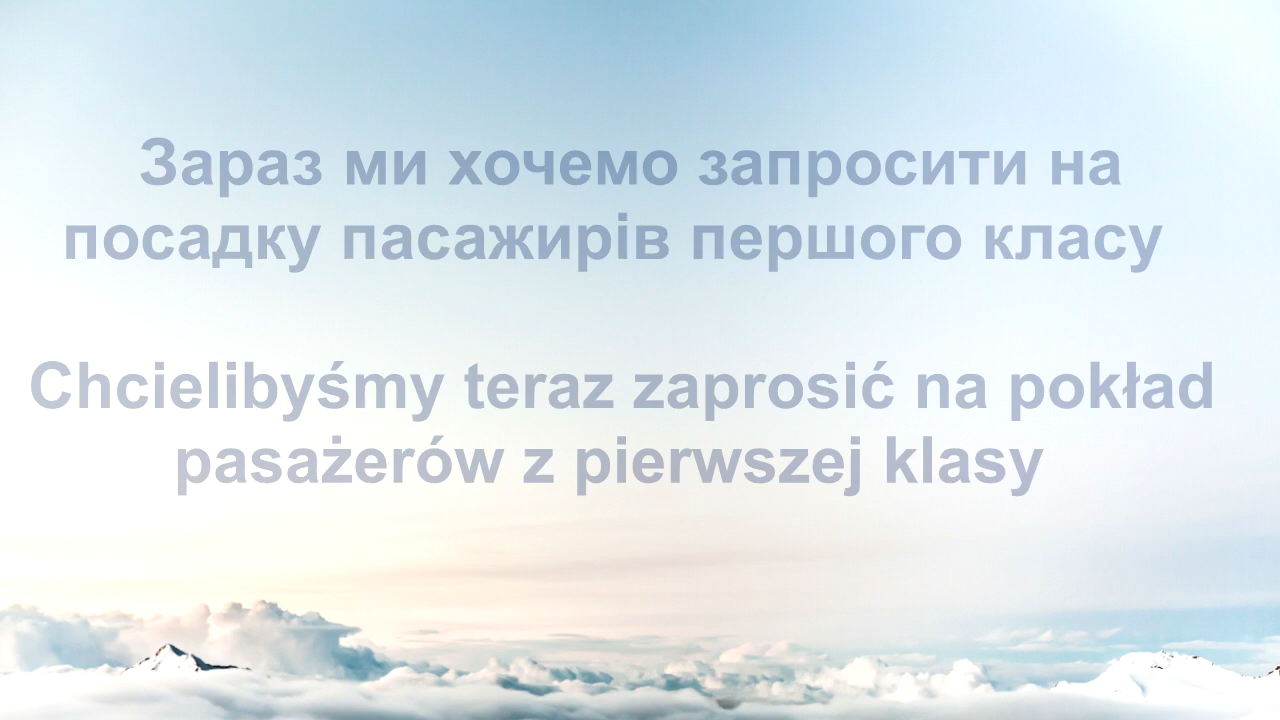 Зараз ми хочемо запросити на
посадку пасажирів першого класу
Chcielibyśmy teraz zaprosić na pokład
pasażerów z pierwszej klasy